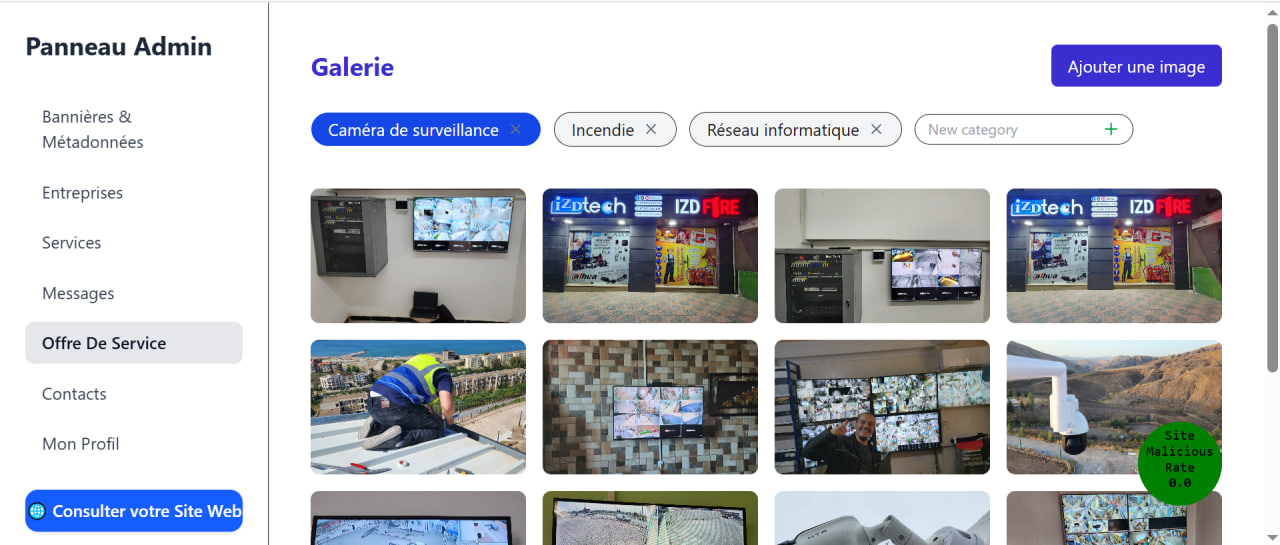 Panneau Admin
Bannières &
Métadonnées
Entreprises
Services
Messages
Offre De Service
Contacts
Mon Profil
Consulter votre Site Web
Galerie
Ajouter une image
Caméra de surveillance
Incendie
Réseau informatique
New category
IZDtech IZD FIRE
alhua
IZDtech IZD FIRE
alhua
Site
Malicious
Rate
0.0